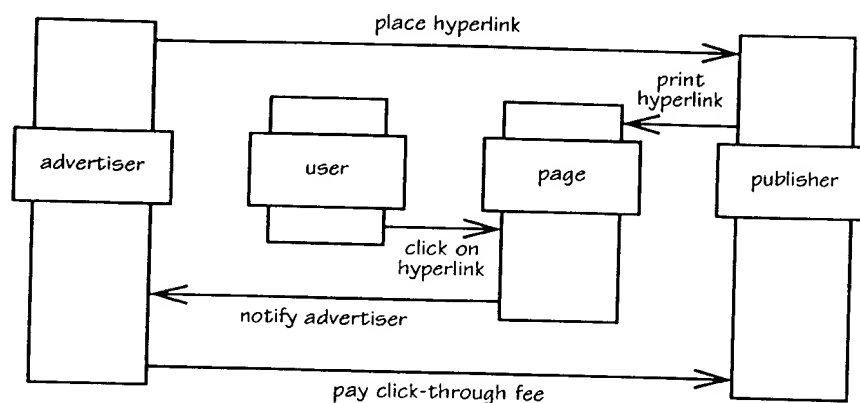 place hyperlink
print
hyperlink
advertiser
user
page
publisher
click on
hyperlink
notify advertiser
pay click-through fee